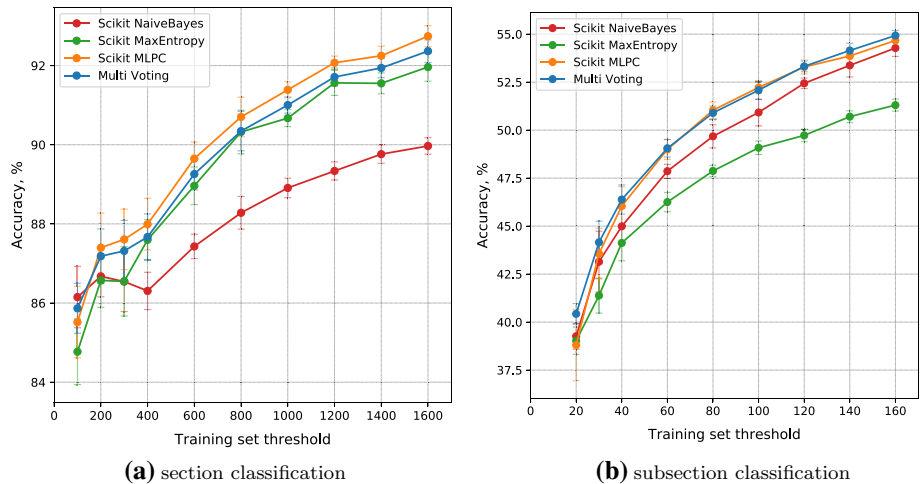 Scikit NaiveBayes
Scikit MaxEntropy
Scikit MLPC
Multi Voting
Accuracy, %
92
90
88
86
84
0 200 400 600 800 1000 1200 1400 1600
Training set threshold
(a) section classification
Scikit NaiveBayes
Scikit MaxEntropy
Scikit MLPC
Multi Voting
Accuracy, %
55.0
52.5
50.0
47.5
45.0
42.5
40.0
37.5
0 20 40 60 80 100 120 140 160
Training set threshold
(b) subsection classification